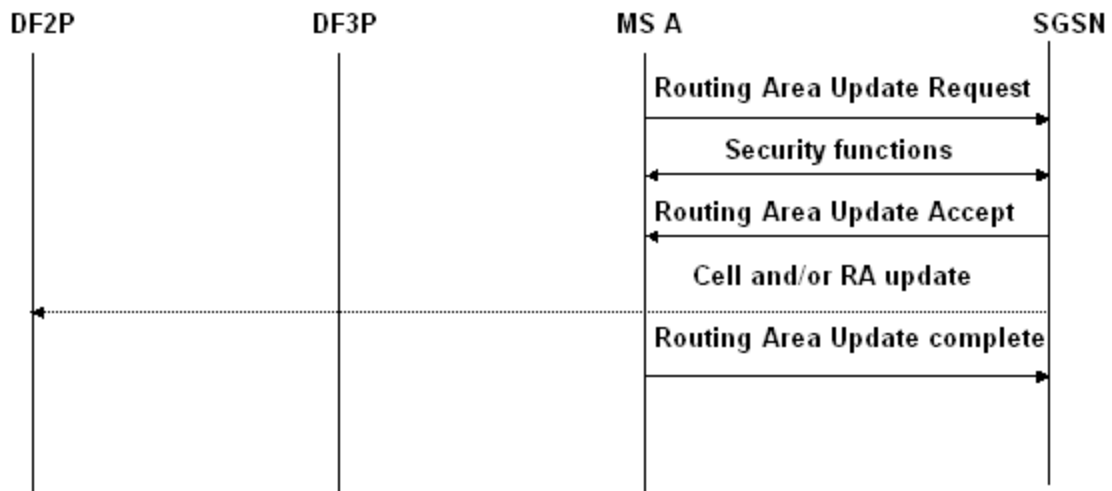 DF2P
DF3P
MS A
SGSN
Routing Area Update Request
Security functions
Routing Area Update Accept
Cell and/or RA update
Routing Area Update complete